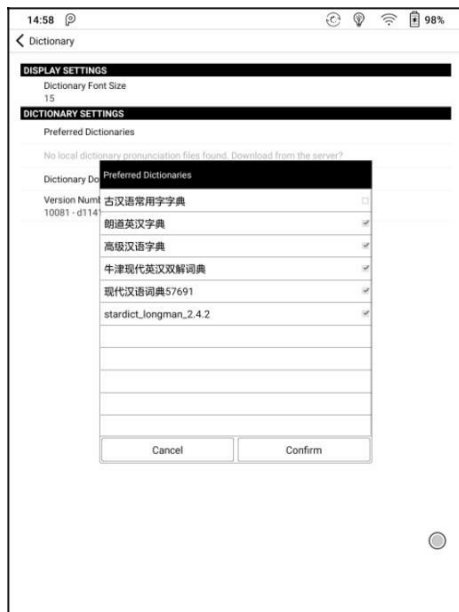 14:58
98%
Dictionary
DISPLAY SETTINGS
Dictionary Font Size
15
DICTIONARY SETTINGS
Preferred Dictionaries
No local dictionary pronunciation files found. Download from the server?
Dictionary Do
Version Numb
10081 - d114
Preferred Dictionaries
古汉语常用字字典
朗道英汉字典
高级汉语字典
牛津现代英汉双解词典
现代汉语词典57691
stardict_longman_2.4.2
Cancel
Confirm